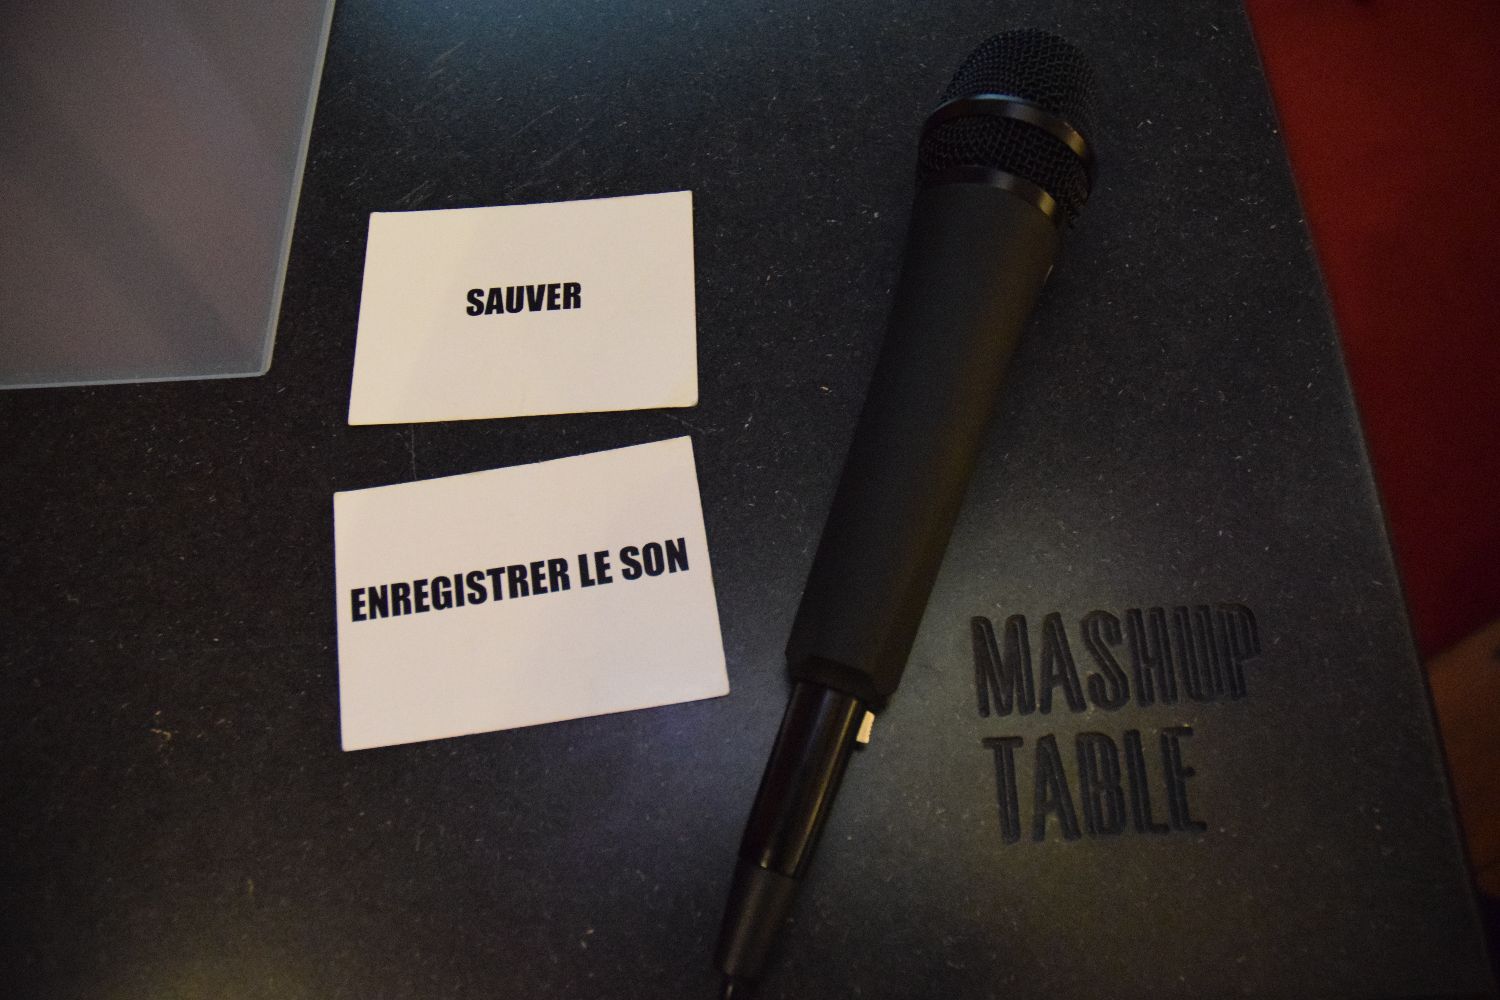 SAUVER
ENREGISTRER LE SON
MASHUP
TABLE